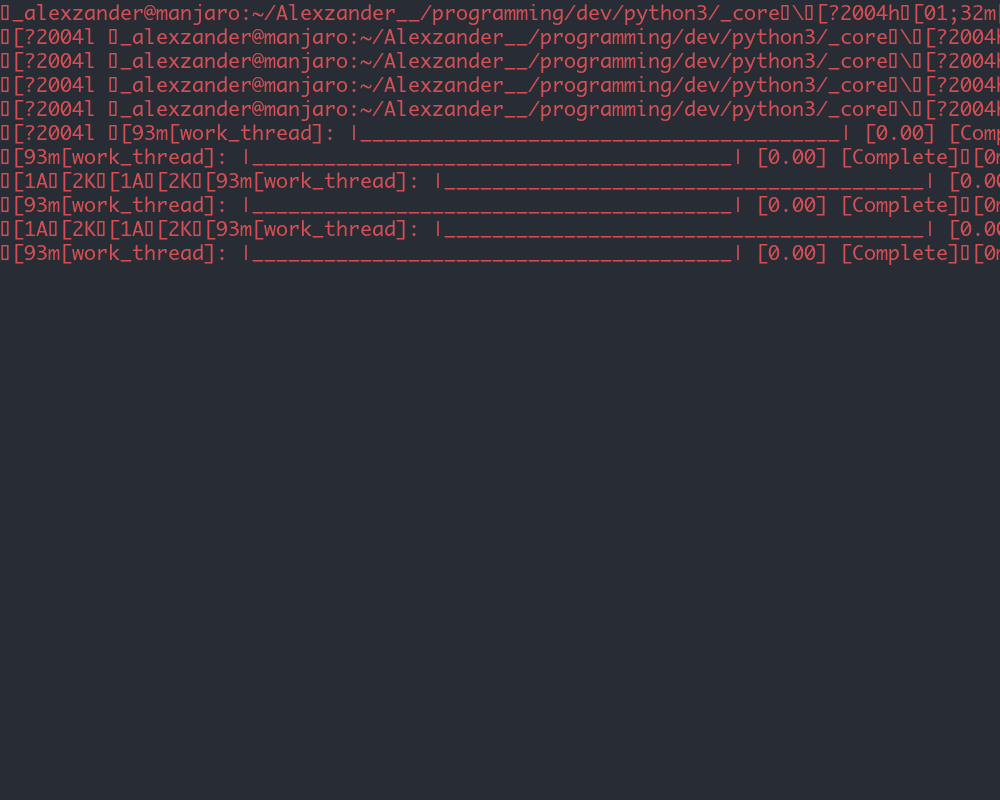 ▯_alexzander@manjaro:~/Alexzander__/programming/dev/python3/_core▯\▯[?2004h▯[01;32m
▯[?2004l ▯_alexzander@manjaro:~/Alexzander__/programming/dev/python3/_core▯\▯[?2004h
▯[?2004l ▯_alexzander@manjaro:~/Alexzander__/programming/dev/python3/_core▯\▯[?2004h
▯[?2004l ▯_alexzander@manjaro:~/Alexzander__/programming/dev/python3/_core▯\▯[?2004h
▯[?2004l ▯_alexzander@manjaro:~/Alexzander__/programming/dev/python3/_core▯\▯[?2004h
▯[?2004l ▯[93m[work_thread]: |________________________________________| [0.00] [Comp
▯[93m[work_thread]: |________________________________________| [0.00] [Complete]▯[0m
▯[1A▯[2K▯[1A▯[2K▯[93m[work_thread]: |________________________________________| [0.00
▯[93m[work_thread]: |________________________________________| [0.00] [Complete]▯[0m
▯[1A▯[2K▯[1A▯[2K▯[93m[work_thread]: |________________________________________| [0.00
▯[93m[work_thread]: |________________________________________| [0.00] [Complete]▯[0m